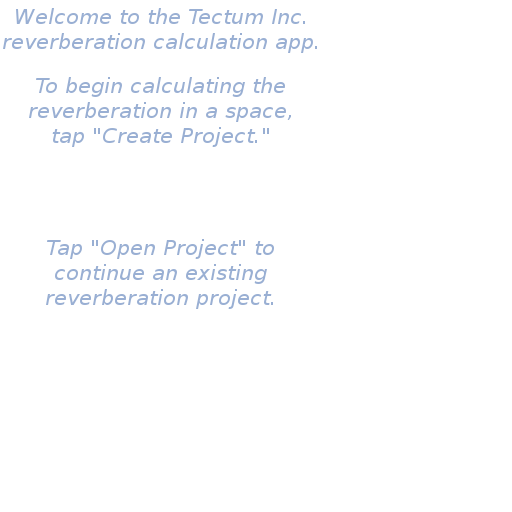 Welcome to the Tectum Inc.
reverberation calculation app.
To begin calculating the
reverberation in a space,
tap "Create Project."
Tap "Open Project" to
continue an existing
reverberation project.